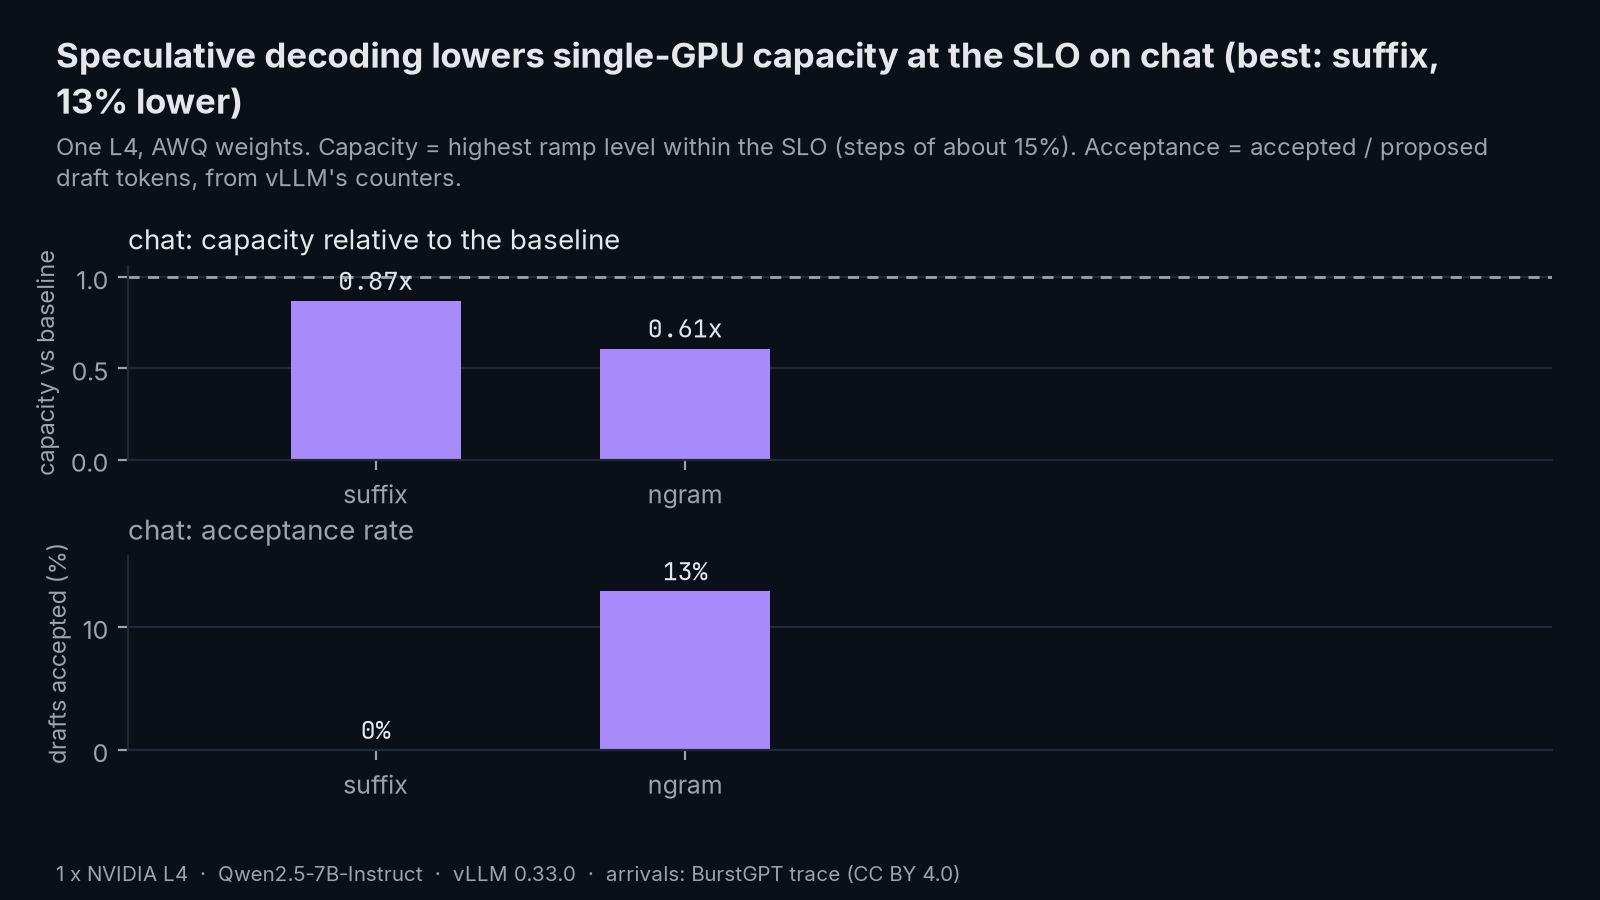 Speculative decoding lowers single-GPU capacity at the SLO on chat (best: suffix,
13% lower)
One L4, AWQ weights. Capacity = highest ramp level within the SLO (steps of about 15%). Acceptance = accepted / proposed
draft tokens, from vLLM's counters.
chat: capacity relative to the baseline
capacity vs baseline
1.0
0.5
0.0
0.87x
0.61x
suffix
ngram
chat: acceptance rate
drafts accepted (%)
10
0
0%
13%
suffix
ngram
1 x NVIDIA L4 · Qwen2.5-7B-Instruct · vLLM 0.33.0 · arrivals: BurstGPT trace (CC BY 4.0)